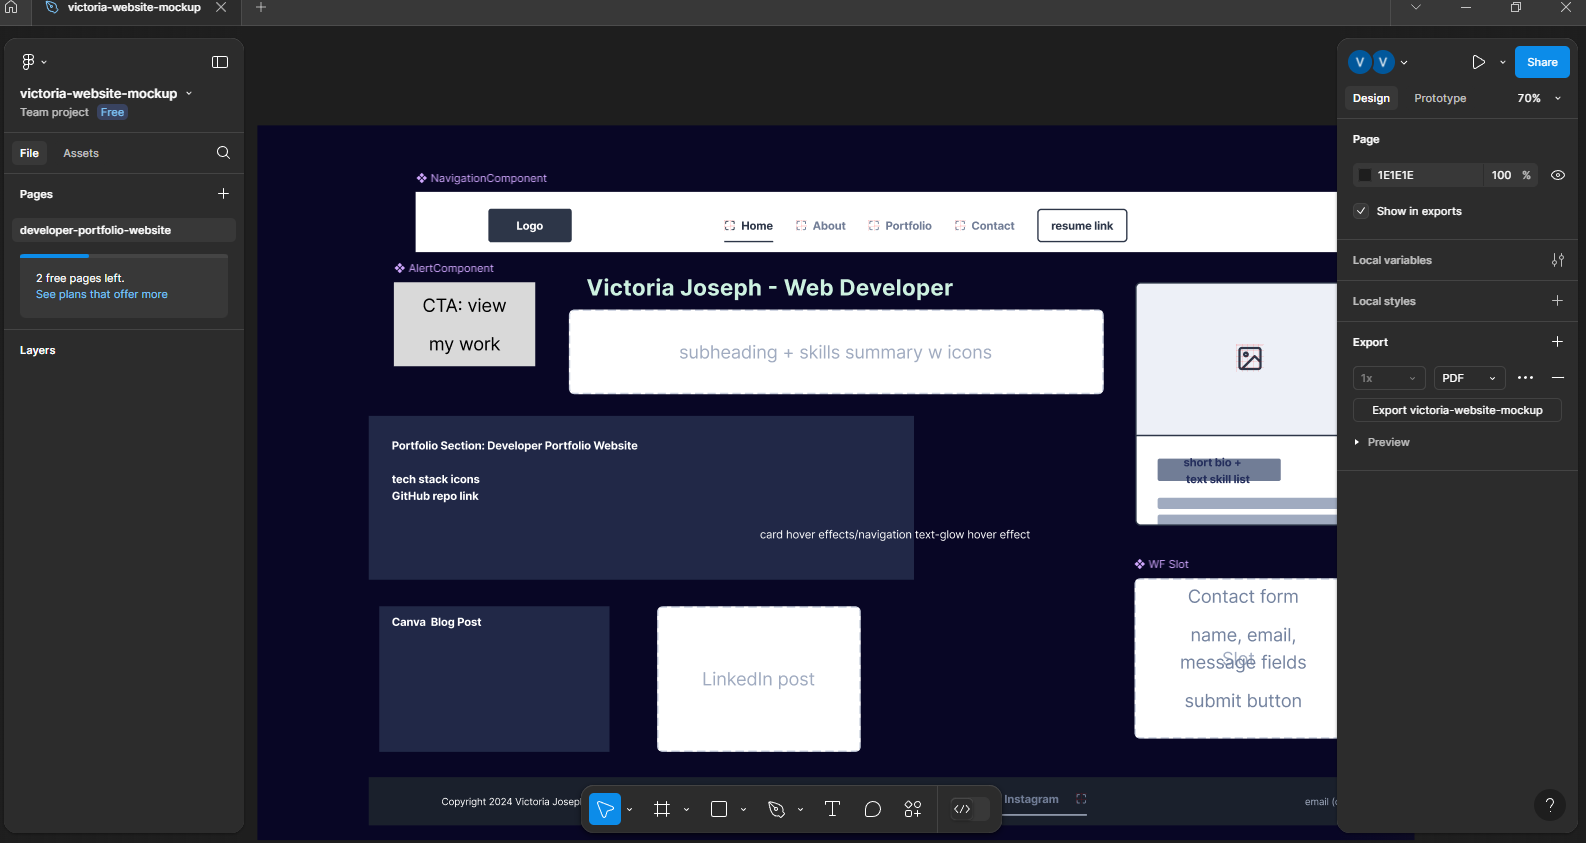 victoria-website-mockup
victoria-website-mockup
Team project Free
File Assets
Pages
developer-portfolio-website
2 free pages left.
See plans that offer more
Layers
NavigationComponent
Logo
Home
About
Portfolio
Contact
resume link
AlertComponent
CTA: view
my work
Victoria Joseph - Web Developer
subheading + skills summary w icons
Portfolio Section: Developer Portfolio Website
tech stack icons
GitHub repo link
card hover effects/navigation text-glow hover effect
short bio +
text skill list
Canva Blog Post
LinkedIn post
WF Slot
Contact form
name, email,
Slot
message fields
submit button
Copyright 2024 Victoria
Instagram
email
V V
Share
Design Prototype 70%
Page
1E1E1E 100 %
Show in exports
Local variables
Local styles
Export
1x PDF
Export victoria-website-mockup
Preview
?